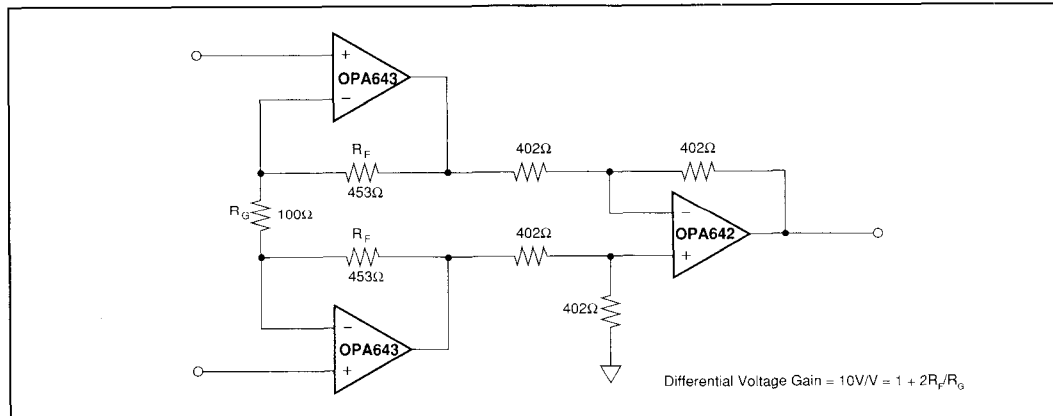 +
OPA643
−
R_F
453Ω
402Ω
402Ω
R_G 100Ω
−
OPA642
+
R_F
453Ω
402Ω
402Ω
−
OPA643
+
Differential Voltage Gain = 10V/V = 1 + 2R_F/R_G